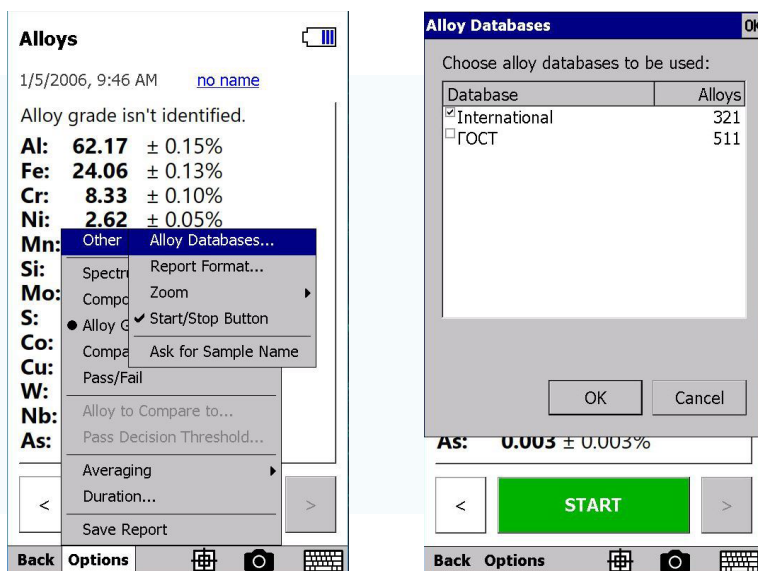 Alloys
1/5/2006, 9:46 AM no name
Alloy grade isn't identified.
Al: 62.17 ± 0.15%
Fe: 24.06 ± 0.13%
Cr: 8.33 ± 0.10%
Ni: 2.62 ± 0.05%
Mn:
Si:
Mo:
S:
Co:
Cu:
W:
Nb:
As:
Other
Spectr
Compo
Alloy G
Compa
Pass/Fail
Alloy to Compare to...
Pass Decision Threshold...
Averaging
Duration...
Save Report
Alloy Databases...
Report Format...
Zoom
Start/Stop Button
Ask for Sample Name
< >
Back Options
Alloy Databases OK
Choose alloy databases to be used:
Database Alloys
International 321
ГОСТ 511
OK Cancel
As: 0.003 ± 0.003%
< START >
Back Options